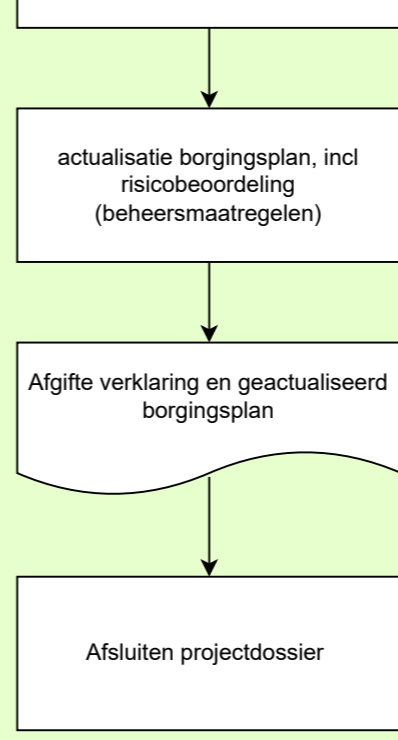 actualisatie borgingsplan, incl
risicobeoordeling
(beheersmaatregelen)
Afgifte verklaring en geactualiseerd
borgingsplan
Afsluiten projectdossier